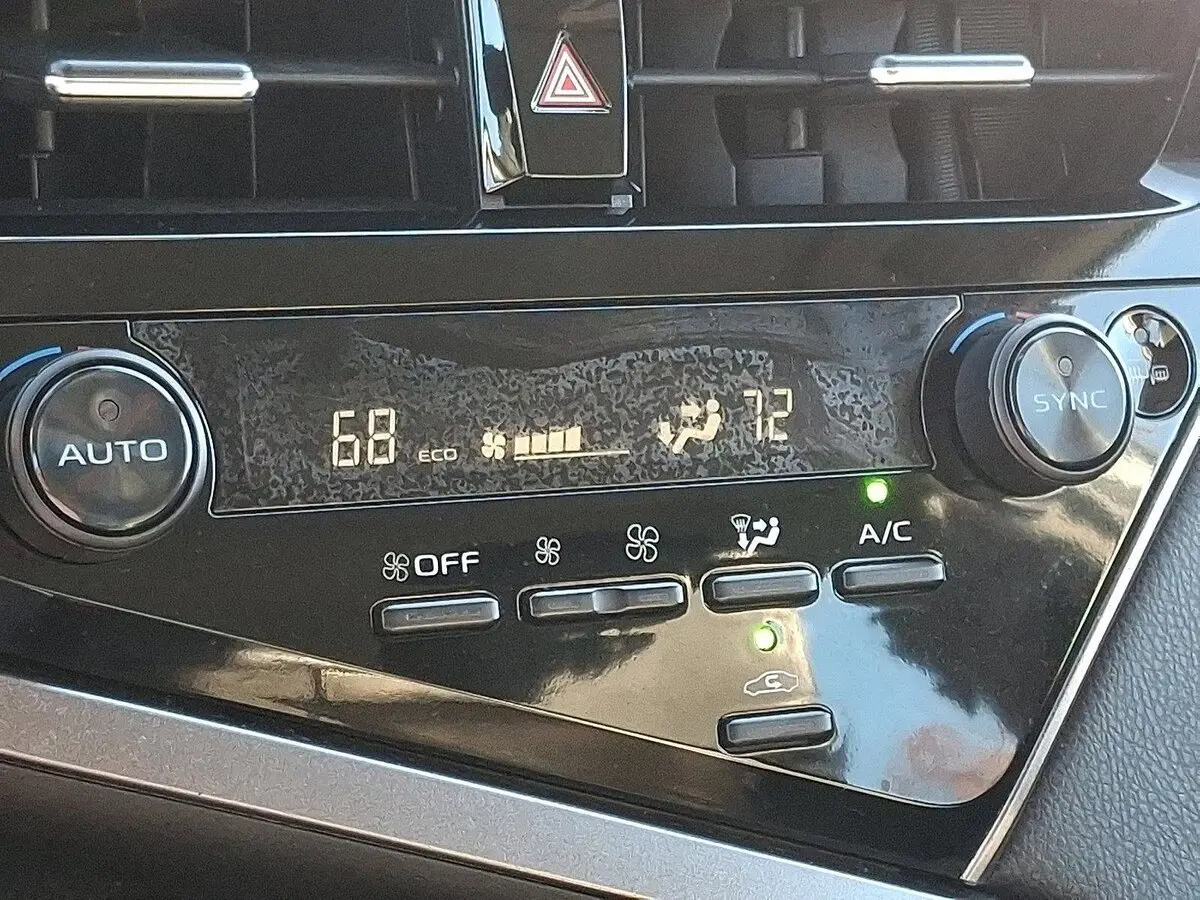 AUTO
68 ECO 72
SYNC
OFF
A/C